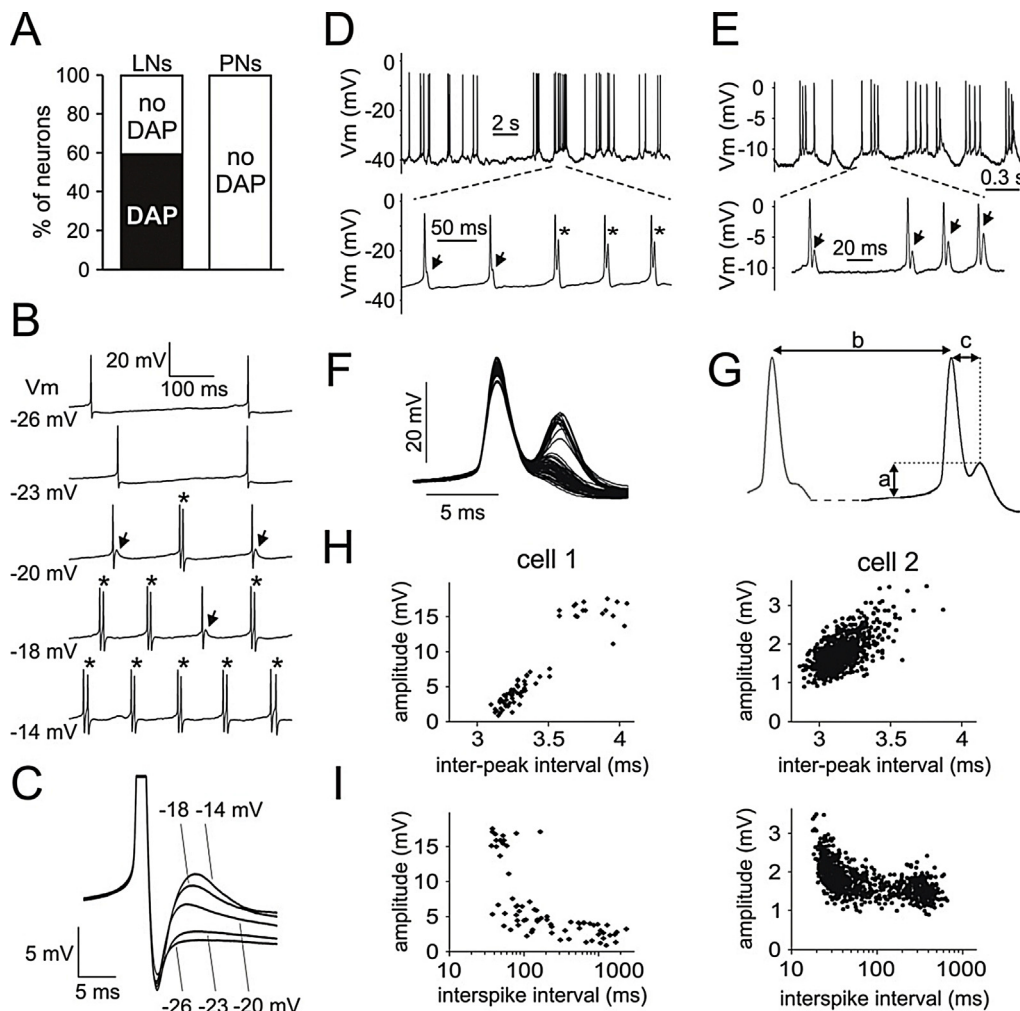 A
LNs PNs
% of neurons
100
80
60
40
20
0
no
DAP
DAP
no
DAP
B
20 mV
100 ms
Vm
-26 mV
-23 mV
*
-20 mV
* * *
-18 mV
* * * * *
-14 mV
C
-18 -14 mV
5 mV
5 ms
-26 -23 -20 mV
D
Vm (mV)
0
-20
-40
2 s
Vm (mV)
0
-20
-40
50 ms
* * *
E
Vm (mV)
0
-5
-10
0.3 s
Vm (mV)
0
-5
-10
20 ms
F
20 mV
5 ms
G
b c
a
H
cell 1
amplitude (mV)
15
10
5
0
3 3.5 4
inter-peak interval (ms)
cell 2
amplitude (mV)
3
2
1
0
3 3.5 4
inter-peak interval (ms)
I
amplitude (mV)
15
10
5
0
10 100 1000
interspike interval (ms)
amplitude (mV)
3
2
1
0
10 100 1000
interspike interval (ms)